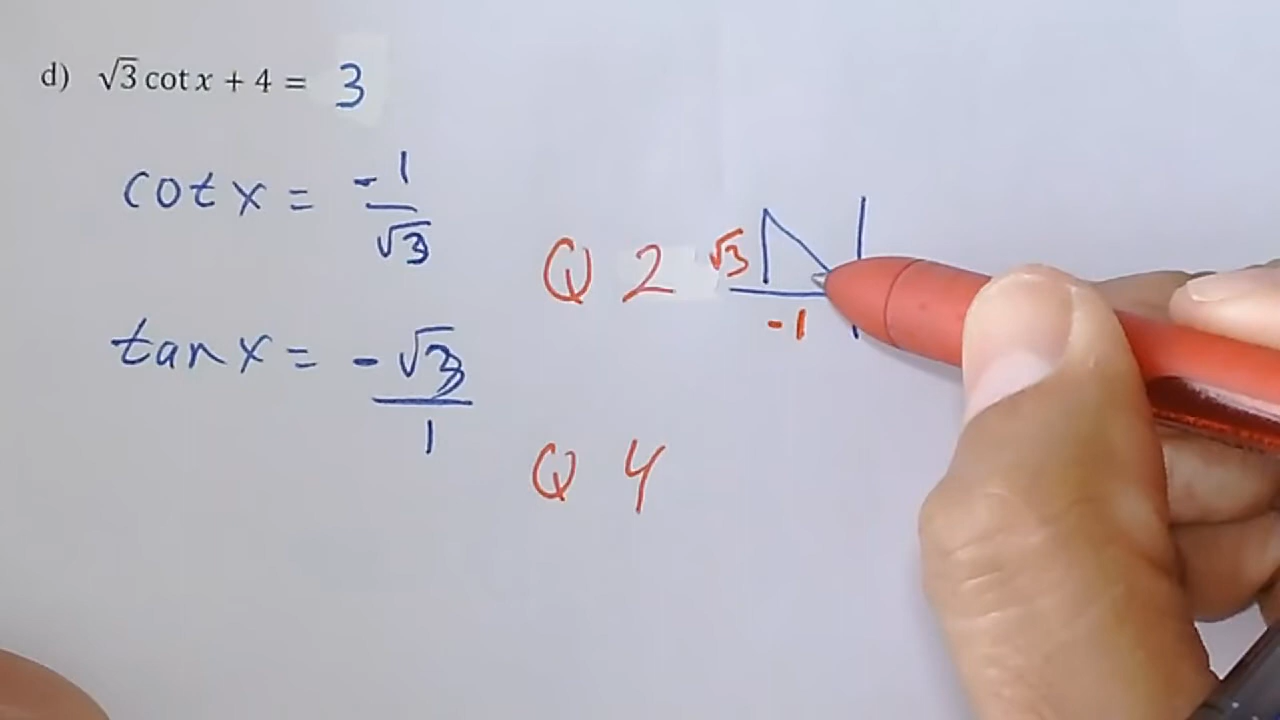 d) √3 cot x + 4 = 3
cot x = -1/√3
Q 2
√3
-1
tan x = -√3/1
Q 4